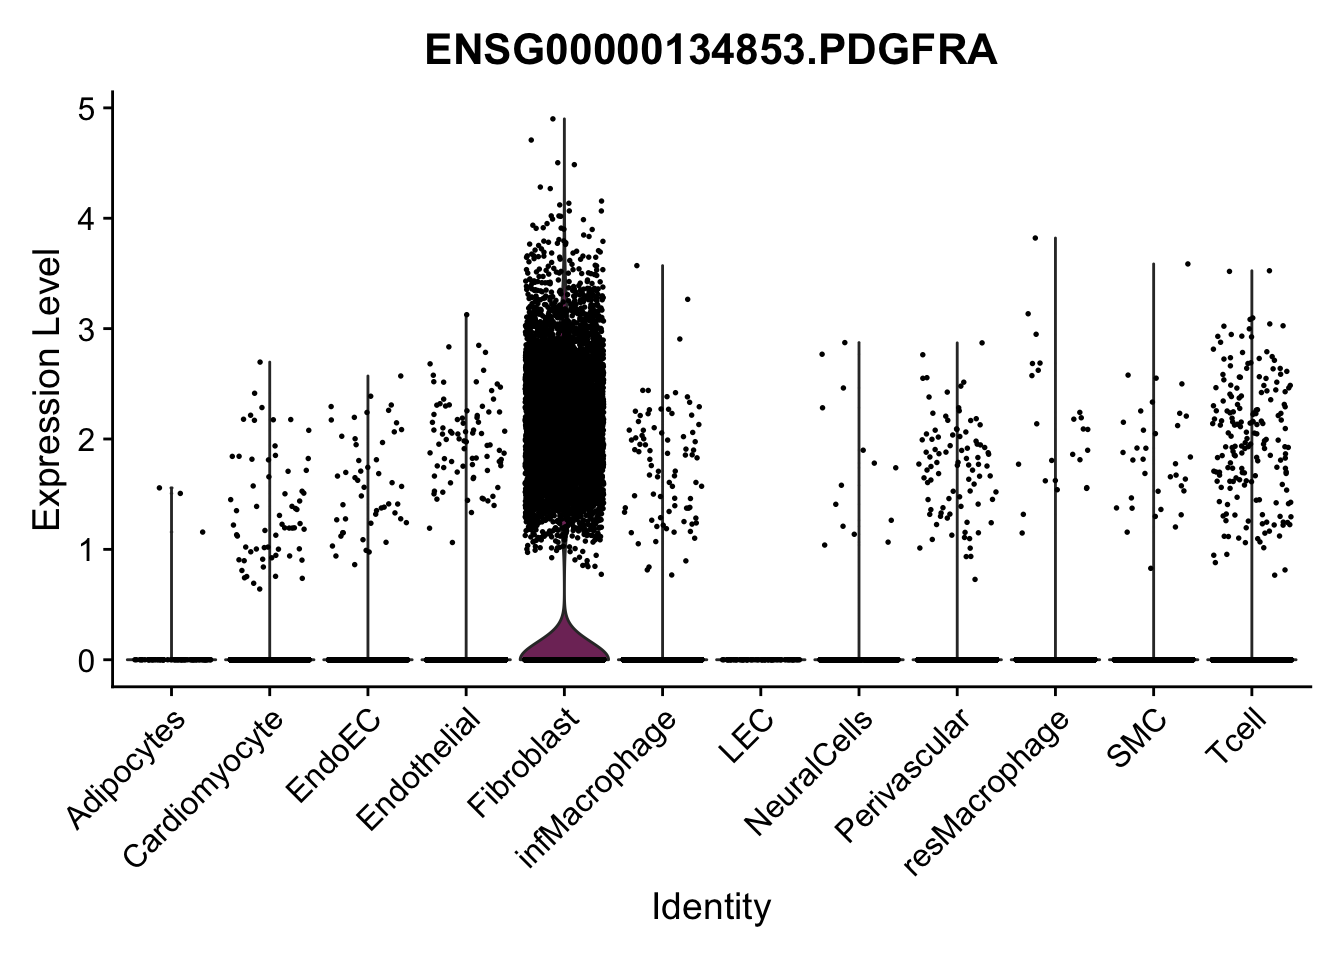 ENSG00000134853.PDGFRA
Expression Level
5
4
3
2
1
0
Adipocytes
Cardiomyocyte
EndoEC
Endothelial
Fibroblast
infMacrophage
LEC
NeuralCells
Perivascular
resMacrophage
SMC
Tcell
Identity